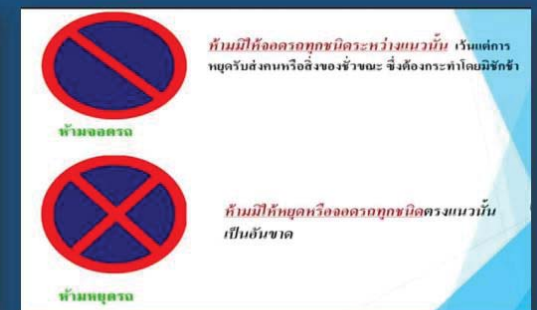 ห้ามมิให้จอดรถทุกชนิดระหว่างแนวนั้น เว้นแต่การ
หยุดรับส่งคนหรือสิ่งของชั่วขณะ ซึ่งต้องกระทำโดยมิชักช้า
ห้ามจอดรถ
ห้ามมิให้หยุดหรือจอดรถทุกชนิดตรงแนวนั้น
เป็นอันขาด
ห้ามหยุดรถ